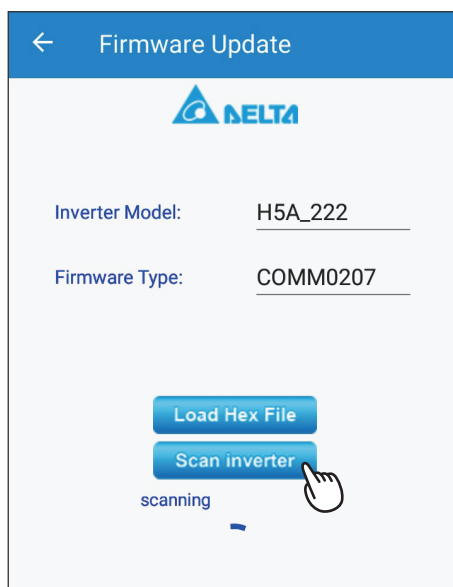 Firmware Update
DELTA
Inverter Model: H5A_222
Firmware Type: COMM0207
Load Hex File
Scan inverter
scanning